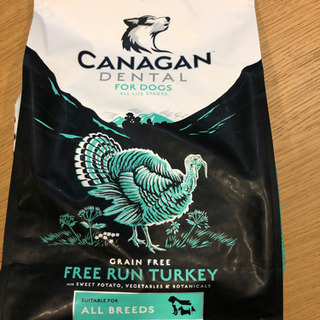 CANAGAN
DENTAL
FOR DOGS
ALL LIFE STAGES
GRAIN FREE
FREE RUN TURKEY
WITH SWEET POTATO, VEGETABLES & BOTANICALS
SUITABLE FOR
ALL BREEDS